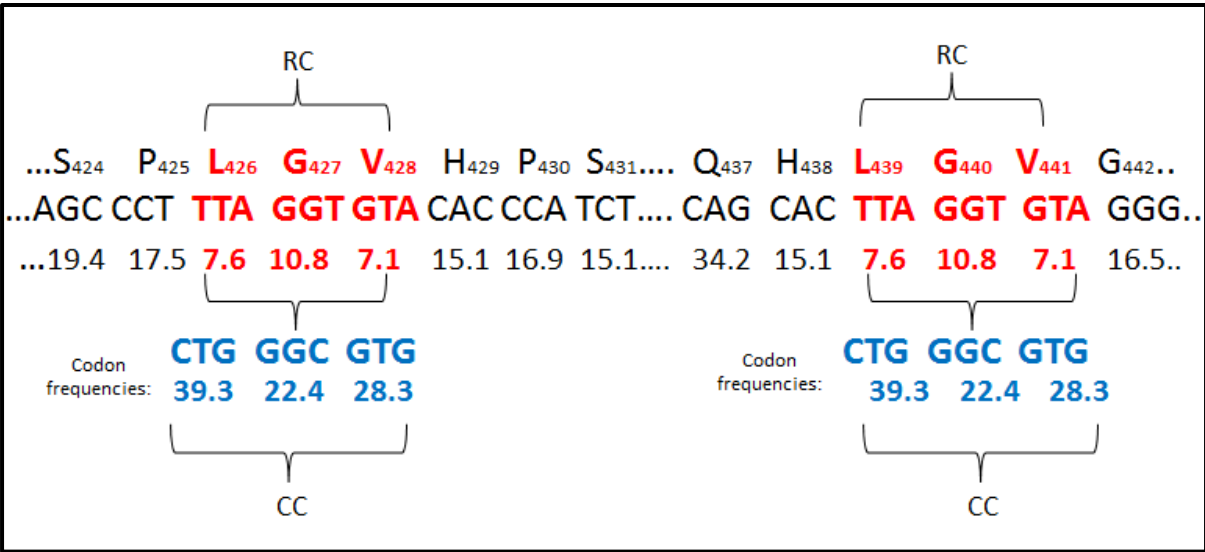 RC RC
...S424 P425 L426 G427 V428 H429 P430 S431.... Q437 H438 L439 G440 V441 G442..
...AGC CCT TTA GGT GTA CAC CCA TCT.... CAG CAC TTA GGT GTA GGG..
...19.4 17.5 7.6 10.8 7.1 15.1 16.9 15.1.... 34.2 15.1 7.6 10.8 7.1 16.5..
CTG GGC GTG CTG GGC GTG
Codon frequencies: 39.3 22.4 28.3 Codon frequencies: 39.3 22.4 28.3
CC CC